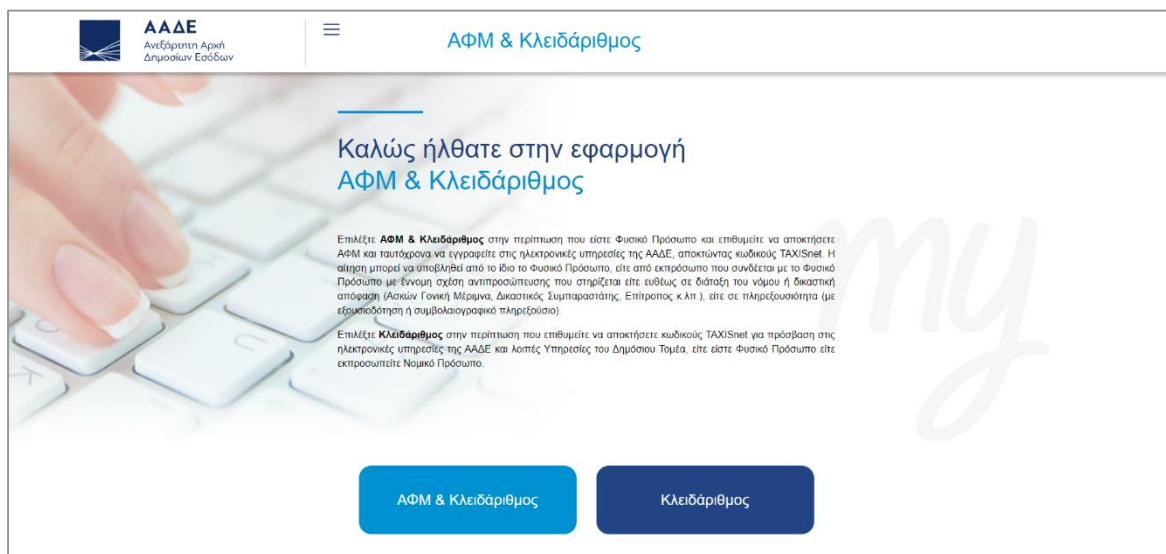 ΑΑΔΕ
Ανεξάρτητη Αρχή
Δημοσίων Εσόδων
ΑΦΜ & Κλειδάριθμος
Καλώς ήλθατε στην εφαρμογή
ΑΦΜ & Κλειδάριθμος
Επιλέξτε ΑΦΜ & Κλειδάριθμος στην περίπτωση που είστε Φυσικό Πρόσωπο και επιθυμείτε να αποκτήσετε
ΑΦΜ και ταυτόχρονα να εγγραφείτε στις ηλεκτρονικές υπηρεσίες της ΑΑΔΕ, αποκτώντας κωδικούς TAXISnet. Η
αίτηση μπορεί να υποβληθεί από το ίδιο το Φυσικό Πρόσωπο, είτε από εκπρόσωπο που συνδέεται με το Φυσικό
Πρόσωπο με έννομη σχέση αντιπροσώπευσης που στηρίζεται είτε ευθέως σε διάταξη του νόμου ή δικαστική
απόφαση (Ασκών Γονική Μέριμνα, Δικαστικός Συμπαραστάτης, Επίτροπος κ.λπ.), είτε σε πληρεξουσιότητα (με
εξουσιοδότηση ή συμβολαιογραφικό πληρεξούσιο).
Επιλέξτε Κλειδάριθμος στην περίπτωση που επιθυμείτε να αποκτήσετε κωδικούς TAXISnet για πρόσβαση στις
ηλεκτρονικές υπηρεσίες της ΑΑΔΕ και λοιπές Υπηρεσίες του Δημόσιου Τομέα, είτε είστε Φυσικό Πρόσωπο είτε
εκπροσωπείτε Νομικό Πρόσωπο.
my
ΑΦΜ & Κλειδάριθμος
Κλειδάριθμος